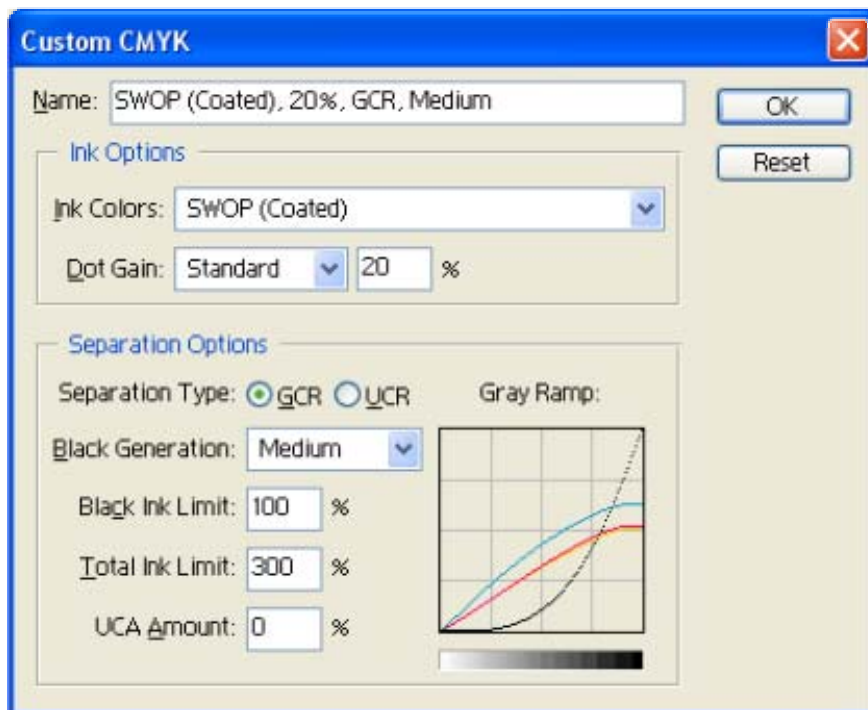 Custom CMYK
Name: SWOP (Coated), 20%, GCR, Medium
OK
Reset
Ink Options
Ink Colors: SWOP (Coated)
Dot Gain: Standard 20 %
Separation Options
Separation Type: GCR UCR
Gray Ramp:
Black Generation: Medium
Black Ink Limit: 100 %
Total Ink Limit: 300 %
UCA Amount: 0 %